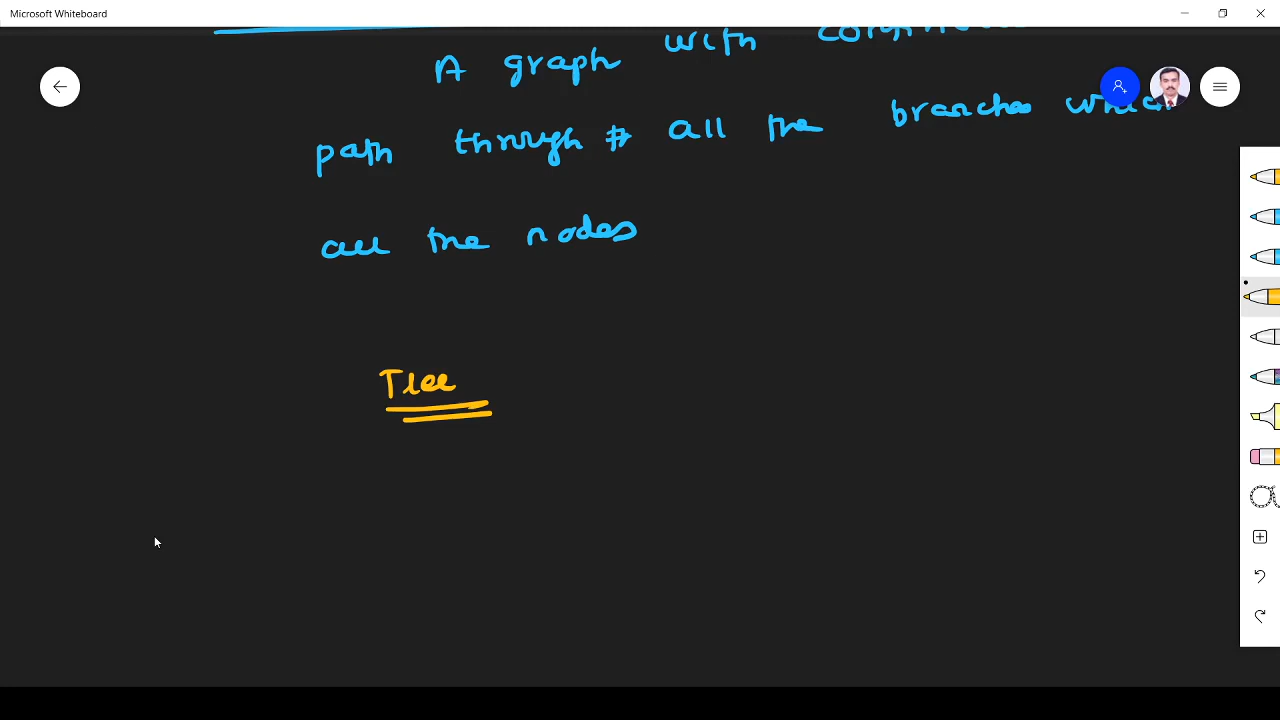 Microsoft Whiteboard
A graph with
path through all the branches
all the nodes
Tree